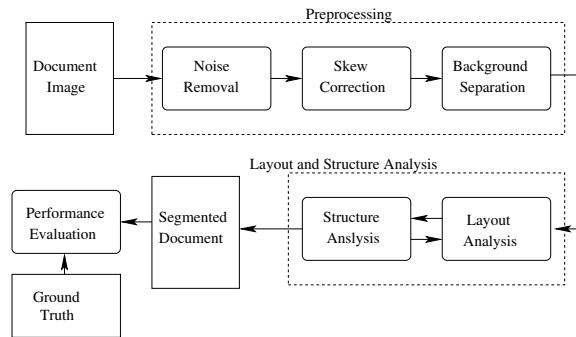 Preprocessing
Document
Image
Noise
Removal
Skew
Correction
Background
Separation
Layout and Structure Analysis
Performance
Evaluation
Segmented
Document
Structure
Anslysis
Layout
Analysis
Ground
Truth